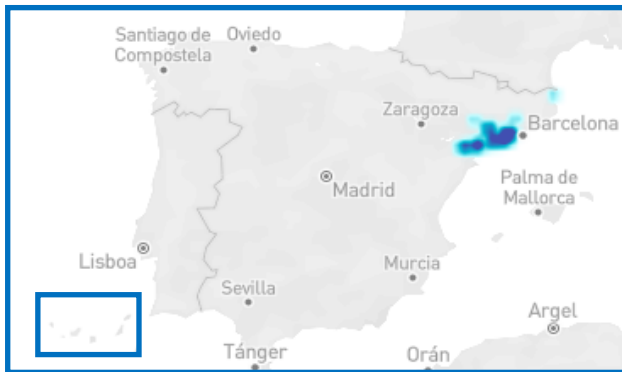 Santiago de
Compostela
Oviedo
Zaragoza
Barcelona
Madrid
Palma de
Mallorca
Lisboa
Murcia
Sevilla
Argel
Tánger
Orán